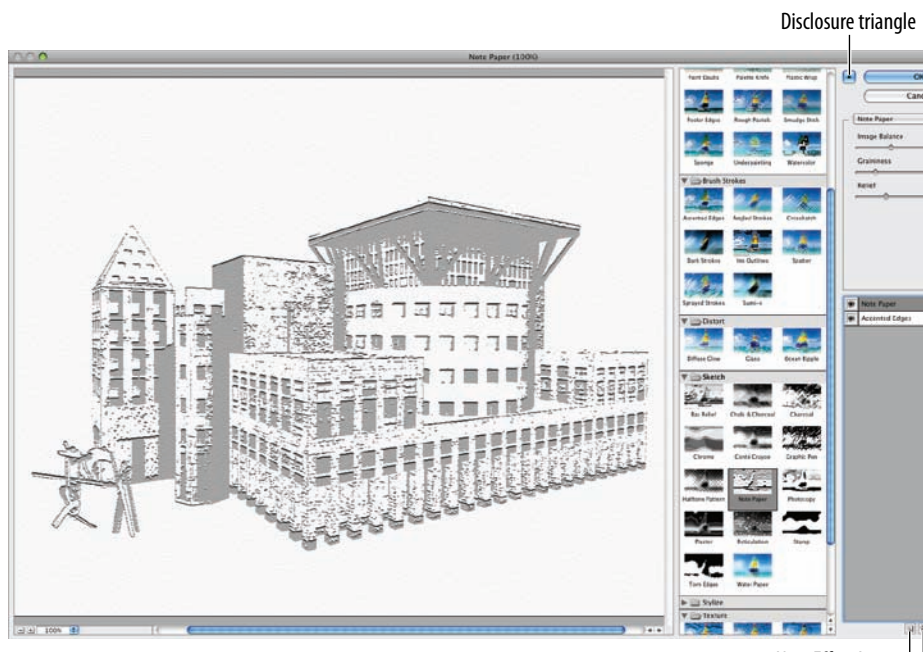 Disclosure triangle
Note Paper (100%)
Paint Daubs Palette Knife Plastic Wrap
Poster Edges Rough Pastels Smudge Stick
Sponge Underpainting Watercolor
Brush Strokes
Accented Edges Angled Strokes Crosshatch
Dark Strokes Ink Outlines Spatter
Sprayed Strokes Sumi-e
Distort
Diffuse Glow Glass Ocean Ripple
Sketch
Bas Relief Chalk & Charcoal Charcoal
Chrome Conté Crayon Graphic Pen
Halftone Pattern Note Paper Photocopy
Plaster Reticulation Stamp
Torn Edges Water Paper
Stylize
Texture
Note Paper
Image Balance
Graininess
Relief
Note Paper
Accented Edges
100%